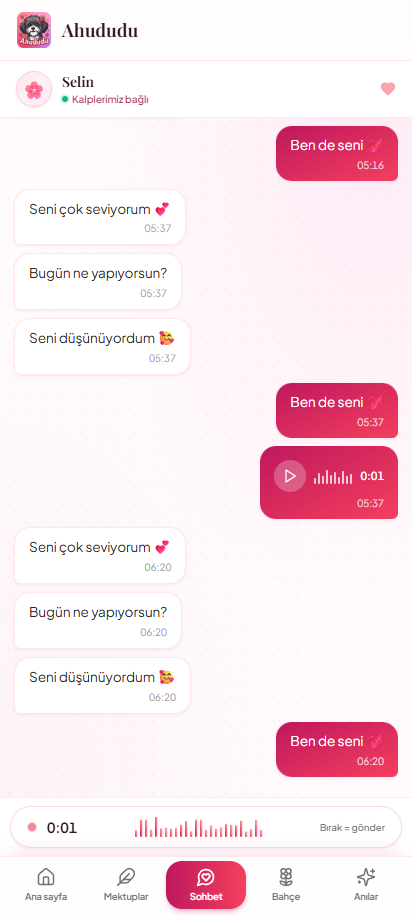 Ahududu
Ahududu
Selin
Kalplerimiz bağlı
Ben de seni 💕
05:16
Seni çok seviyorum 💕
05:37
Bugün ne yapıyorsun?
05:37
Seni düşünüyordum 🥰
05:37
Ben de seni 💕
05:37
0:01
05:37
Seni çok seviyorum 💕
06:20
Bugün ne yapıyorsun?
06:20
Seni düşünüyordum 🥰
06:20
Ben de seni 💕
06:20
0:01 Bırak = gönder
Ana sayfa Mektuplar Sohbet Bahçe Anılar